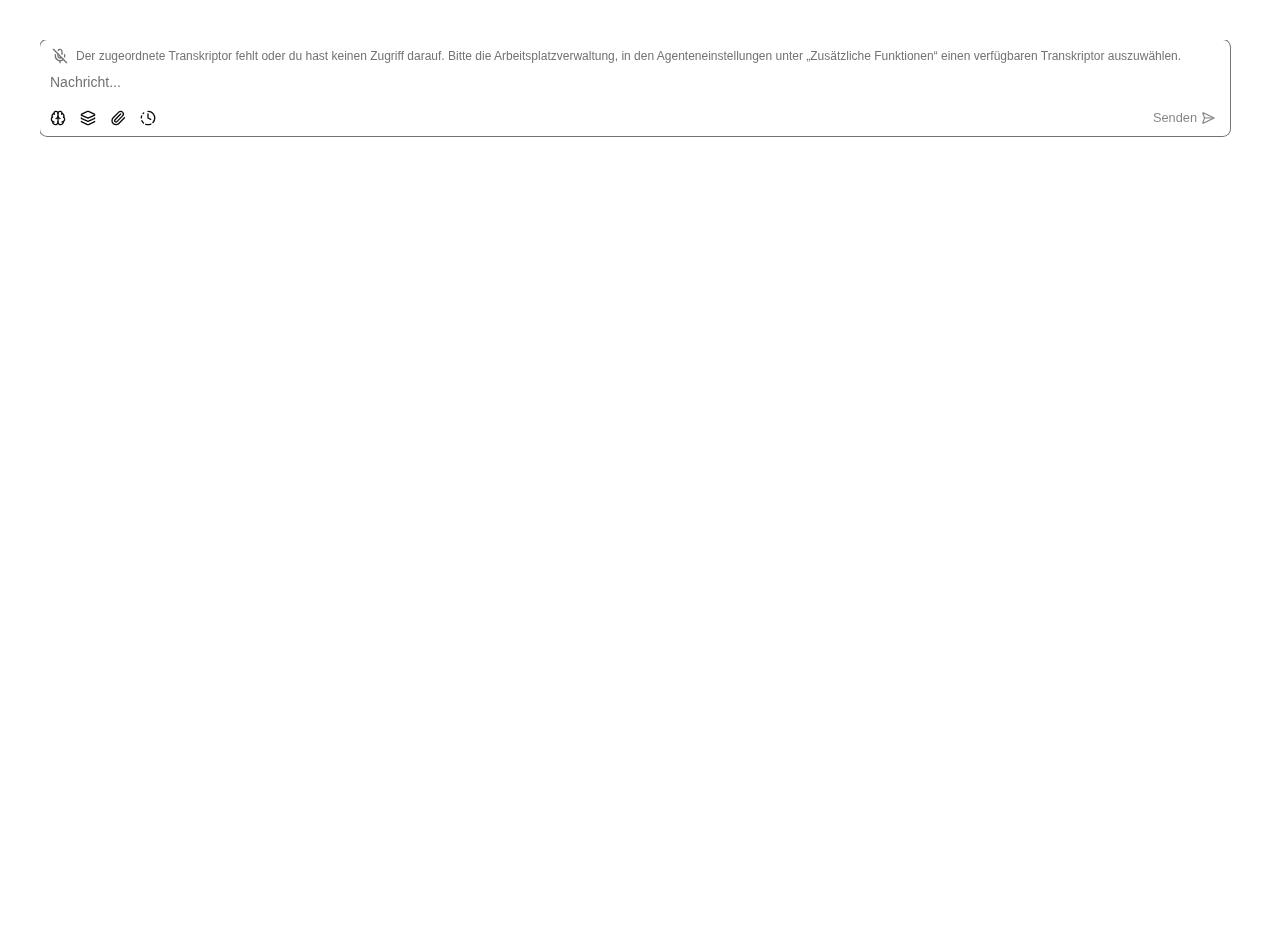 Der zugeordnete Transkriptor fehlt oder du hast keinen Zugriff darauf. Bitte die Arbeitsplatzverwaltung, in den Agenteneinstellungen unter „Zusätzliche Funktionen“ einen verfügbaren Transkriptor auszuwählen.
Nachricht...
Senden